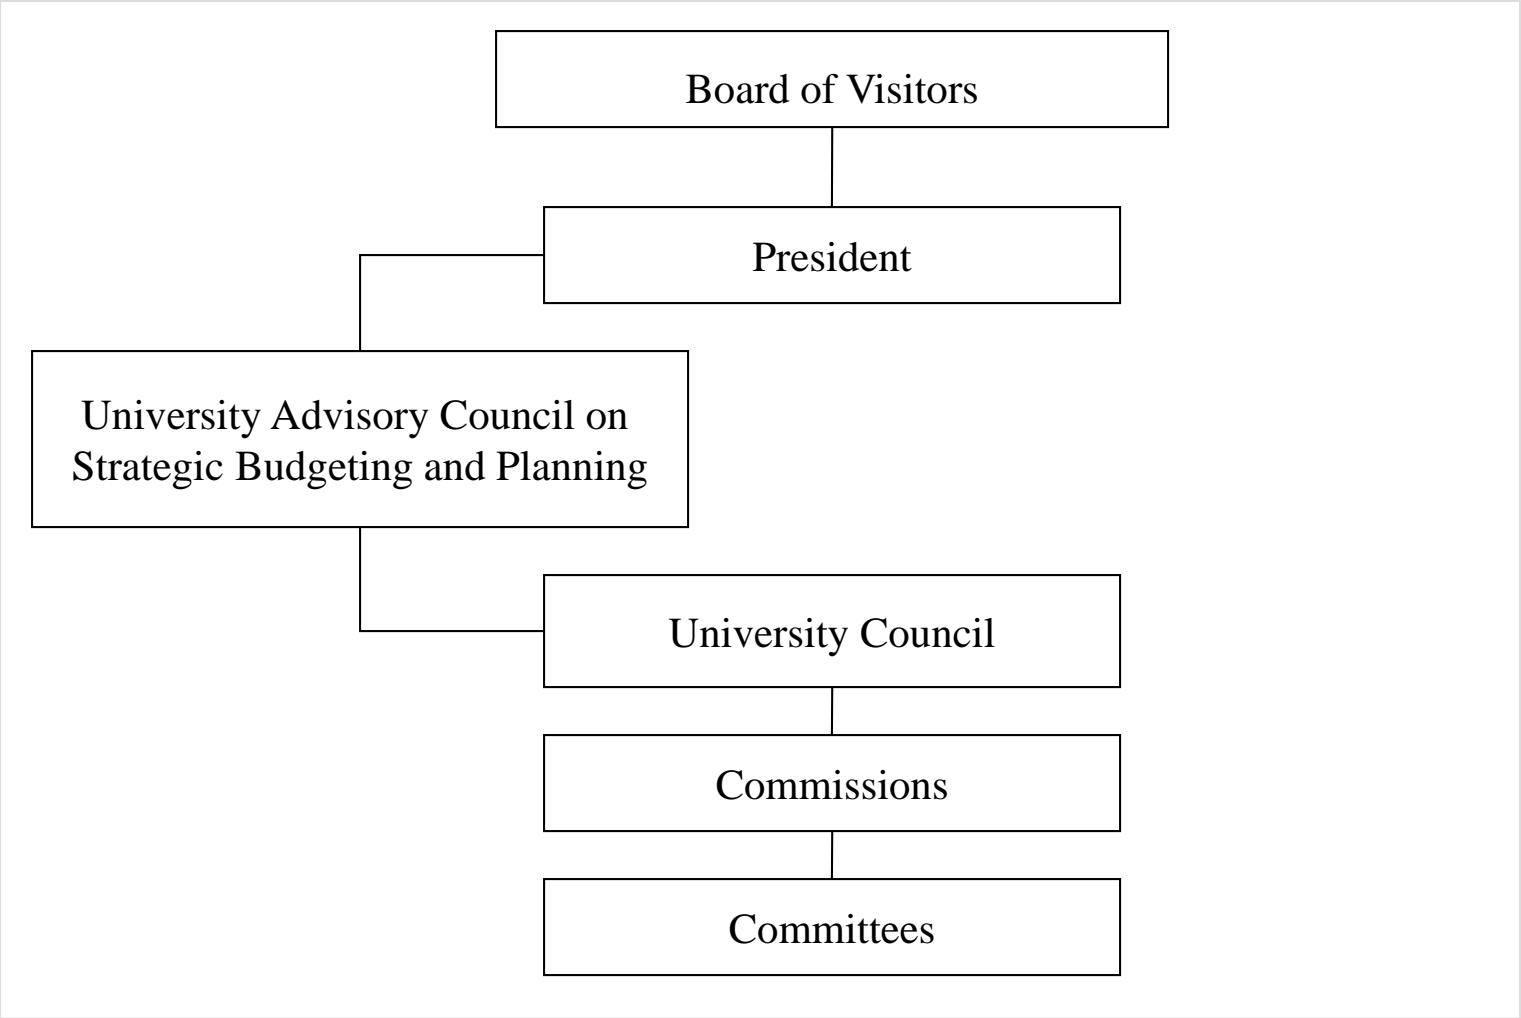 Board of Visitors
President
University Advisory Council on
Strategic Budgeting and Planning
University Council
Commissions
Committees